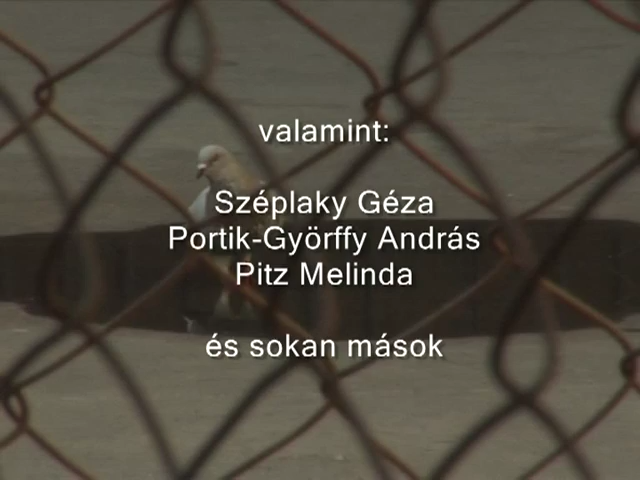 valamint:
Széplaky Géza
Portik-Györffy András
Pitz Melinda
és sokan mások